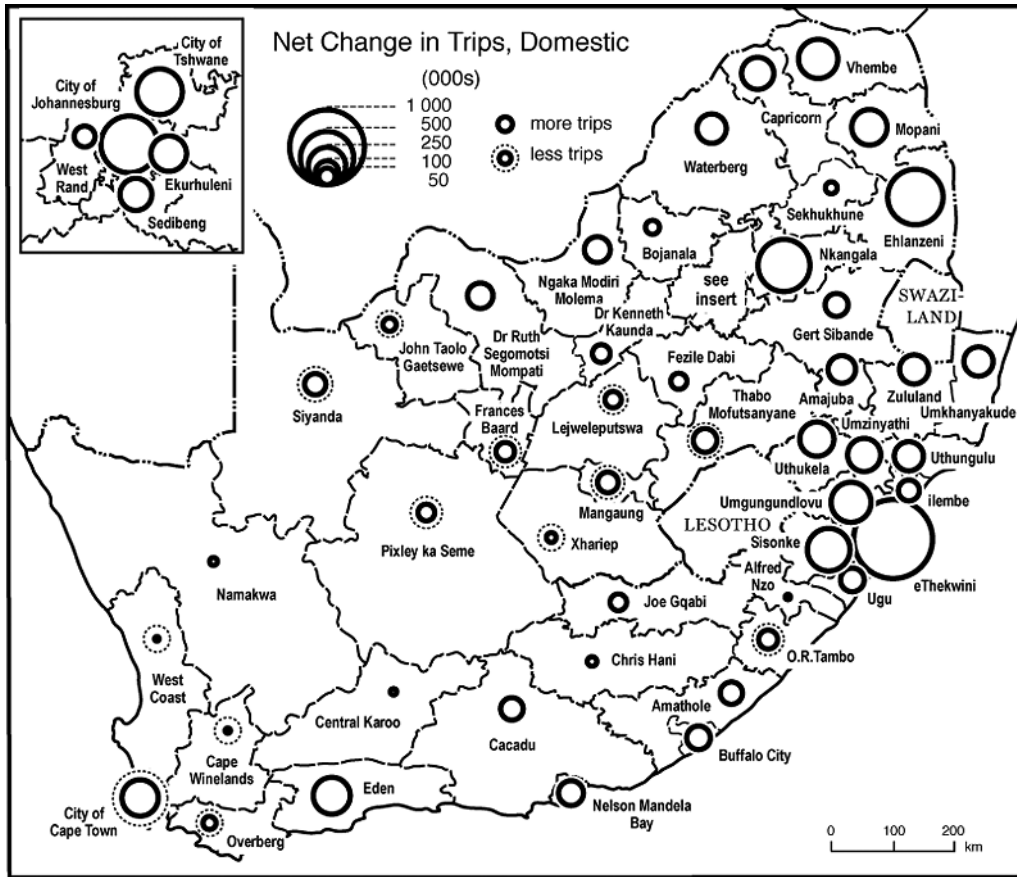 City of
Tshwane
City of
Johannesburg
West
Rand
Ekurhuleni
Sedibeng
Net Change in Trips, Domestic
(000s)
1 000
500
250
100
50
more trips
less trips
Vhembe
Capricorn
Mopani
Waterberg
Sekhukhune
Ehlanzeni
Bojanala
Nkangala
Ngaka Modiri
Molema
see
insert
SWAZI-
LAND
Dr Kenneth
Kaunda
Gert Sibande
John Taolo
Gaetsewe
Dr Ruth
Segomotsi
Mompati
Fezile Dabi
Siyanda
Frances
Baard
Lejweleputswa
Thabo
Mofutsanyane
Amajuba
Zululand
Umkhanyakude
Umzinyathi
Uthukela
Uthungulu
Umgungundlovu
ilembe
Mangaung
LESOTHO
Pixley ka Seme
Xhariep
Sisonke
Alfred
Nzo
eThekwini
Ugu
Namakwa
Joe Gqabi
O.R.Tambo
West
Coast
Chris Hani
Central Karoo
Amathole
Cacadu
Buffalo City
Cape
Winelands
Eden
City of
Cape Town
Nelson Mandela
Bay
Overberg
0 100 200
km